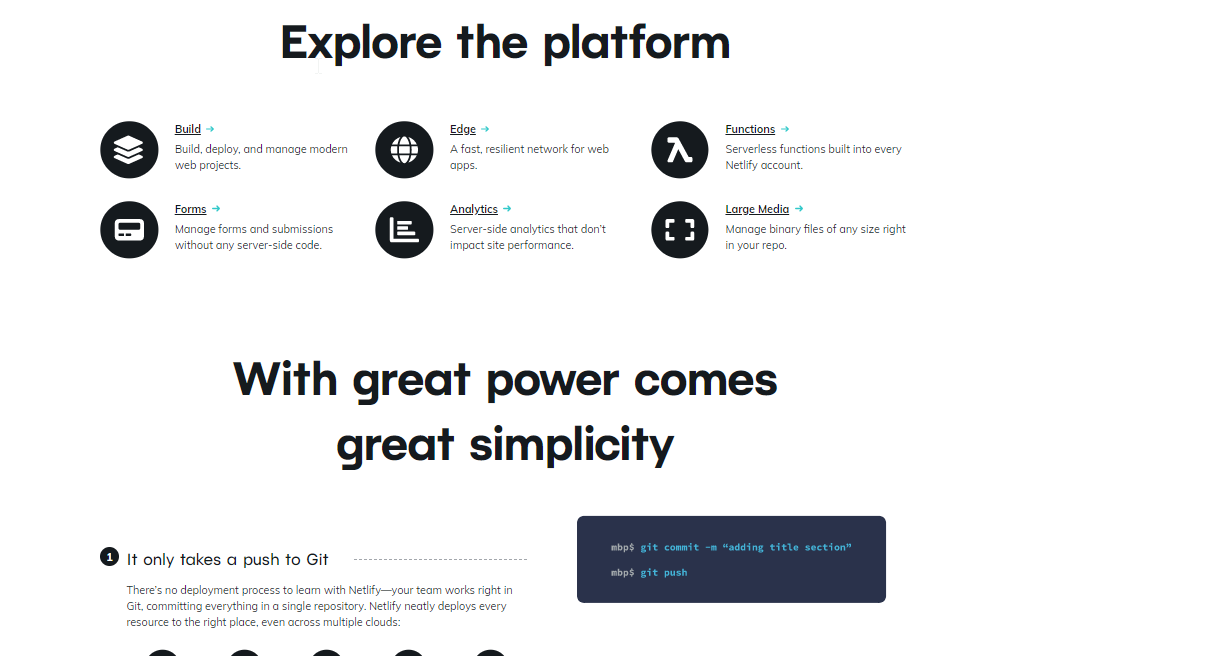 Explore the platform
Build →
Build, deploy, and manage modern
web projects.
Edge →
A fast, resilient network for web
apps.
Functions →
Serverless functions built into every
Netlify account.
Forms →
Manage forms and submissions
without any server-side code.
Analytics →
Server-side analytics that don't
impact site performance.
Large Media →
Manage binary files of any size right
in your repo.
With great power comes
great simplicity
1 It only takes a push to Git
There's no deployment process to learn with Netlify—your team works right in
Git, committing everything in a single repository. Netlify neatly deploys every
resource to the right place, even across multiple clouds:
mbp$ git commit -m “adding title section”
mbp$ git push